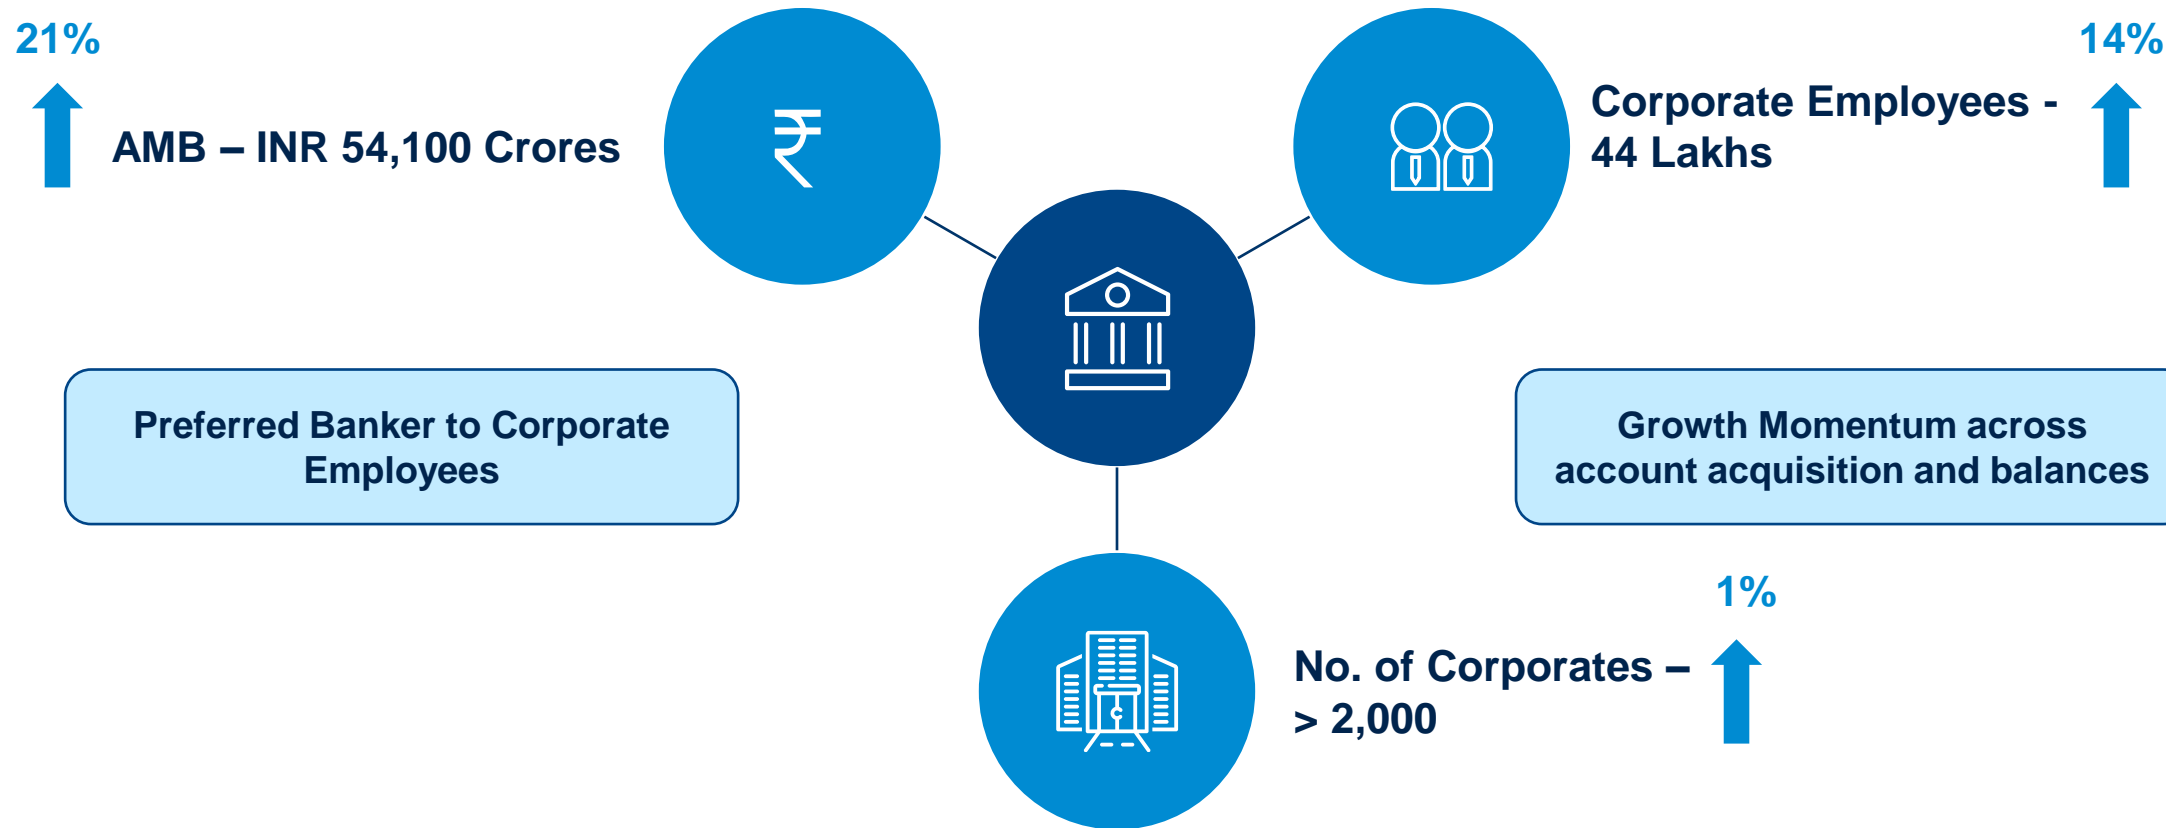 21%
AMB – INR 54,100 Crores
₹
14%
Corporate Employees -
44 Lakhs
Preferred Banker to Corporate
Employees
Growth Momentum across
account acquisition and balances
1%
No. of Corporates –
> 2,000